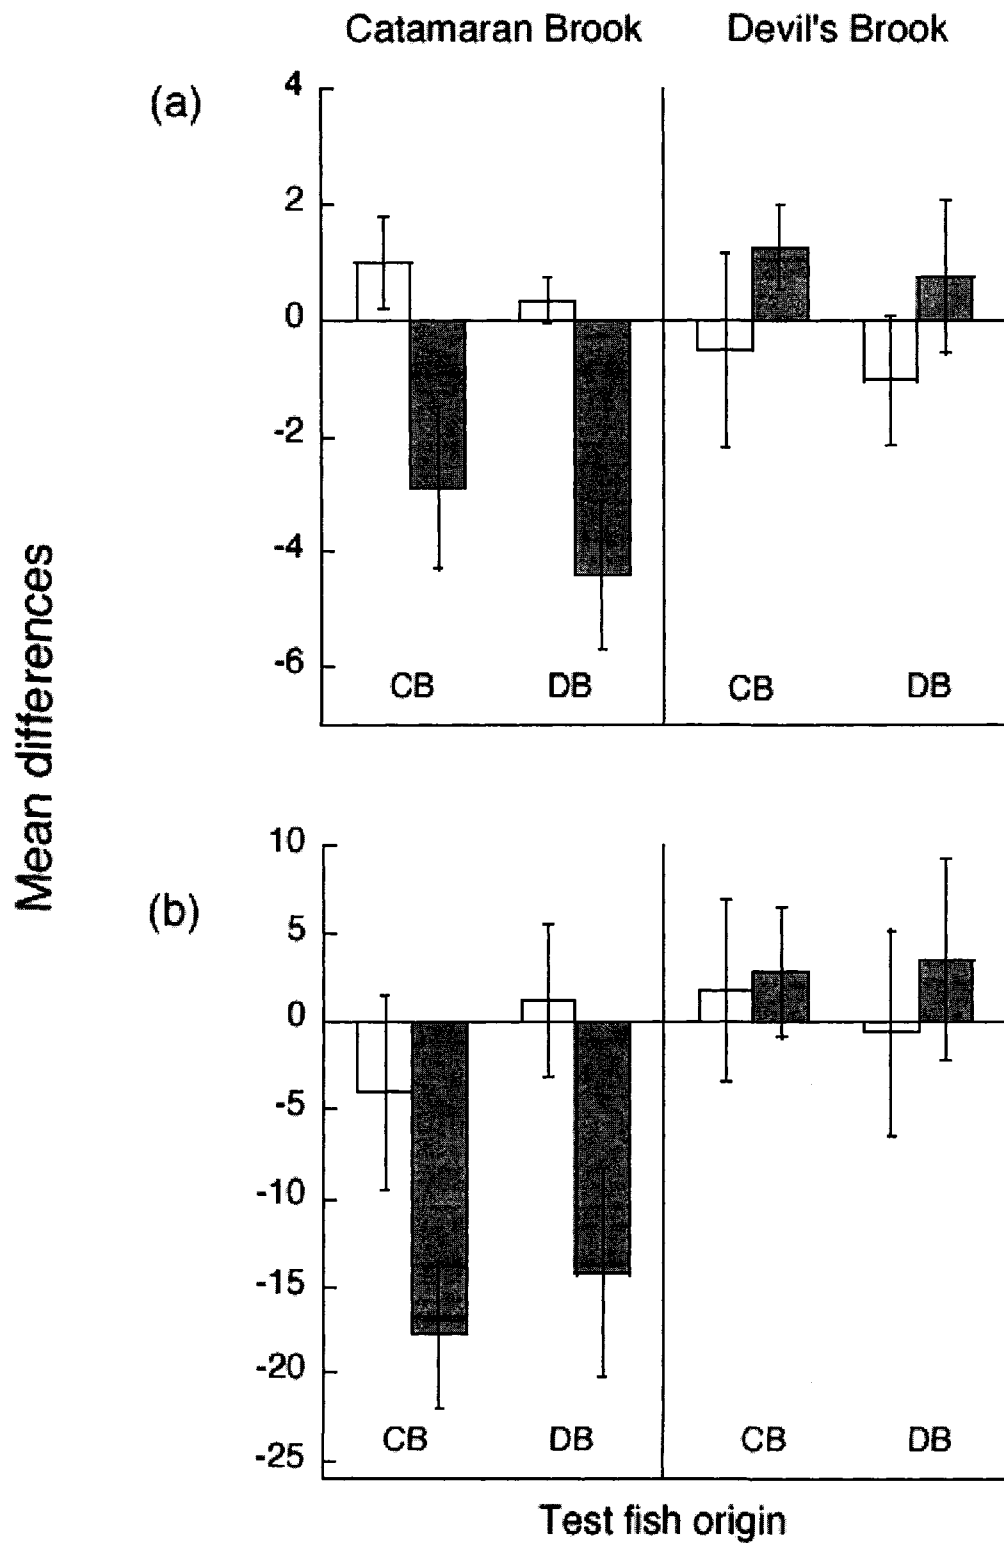 Catamaran Brook Devil's Brook
(a)
4
2
0
-2
-4
-6
CB DB CB DB
Mean differences
(b)
10
5
0
-5
-10
-15
-20
-25
CB DB CB DB
Test fish origin